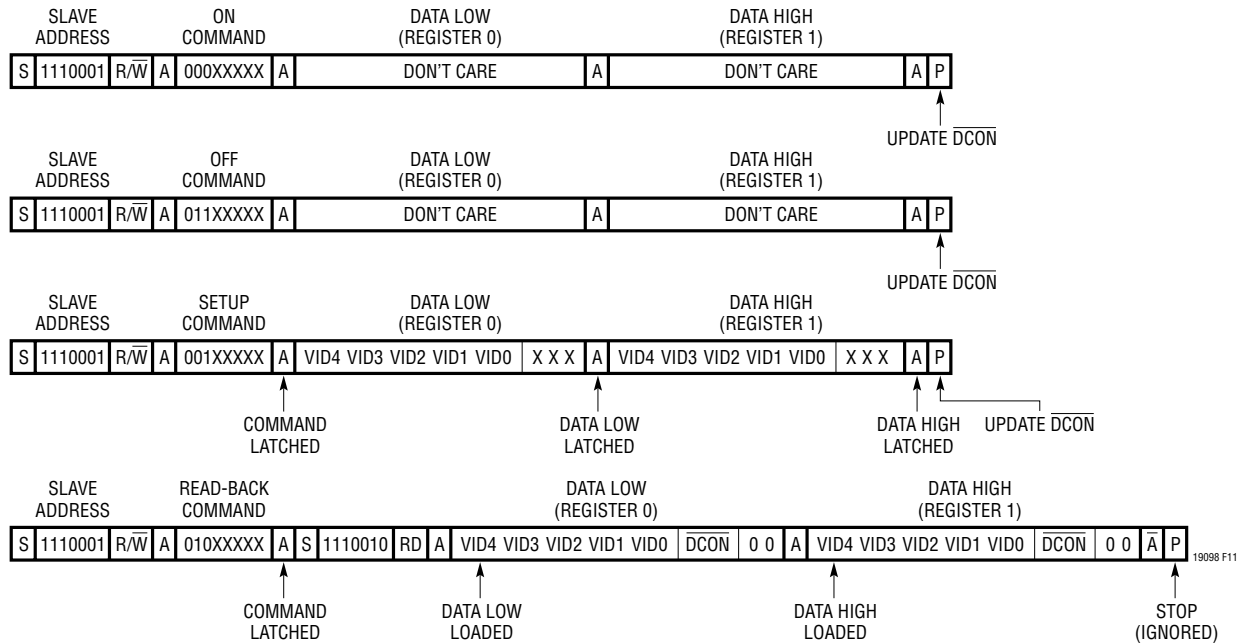 SLAVE ADDRESS ON COMMAND DATA LOW (REGISTER 0) DATA HIGH (REGISTER 1)
S 1110001 R/W̅ A 000XXXXX A DON'T CARE A DON'T CARE A P
UPDATE D̅C̅O̅N̅
SLAVE ADDRESS OFF COMMAND DATA LOW (REGISTER 0) DATA HIGH (REGISTER 1)
S 1110001 R/W̅ A 011XXXXX A DON'T CARE A DON'T CARE A P
UPDATE D̅C̅O̅N̅
SLAVE ADDRESS SETUP COMMAND DATA LOW (REGISTER 0) DATA HIGH (REGISTER 1)
S 1110001 R/W̅ A 001XXXXX A VID4 VID3 VID2 VID1 VID0 X X X A VID4 VID3 VID2 VID1 VID0 X X X A P
COMMAND LATCHED DATA LOW LATCHED DATA HIGH LATCHED UPDATE D̅C̅O̅N̅
SLAVE ADDRESS READ-BACK COMMAND DATA LOW (REGISTER 0) DATA HIGH (REGISTER 1)
S 1110001 R/W̅ A 010XXXXX A S 1110010 RD A VID4 VID3 VID2 VID1 VID0 D̅C̅O̅N̅ 0 0 A VID4 VID3 VID2 VID1 VID0 D̅C̅O̅N̅ 0 0 A̅ P
19098 F11
COMMAND LATCHED DATA LOW LOADED DATA HIGH LOADED STOP (IGNORED)